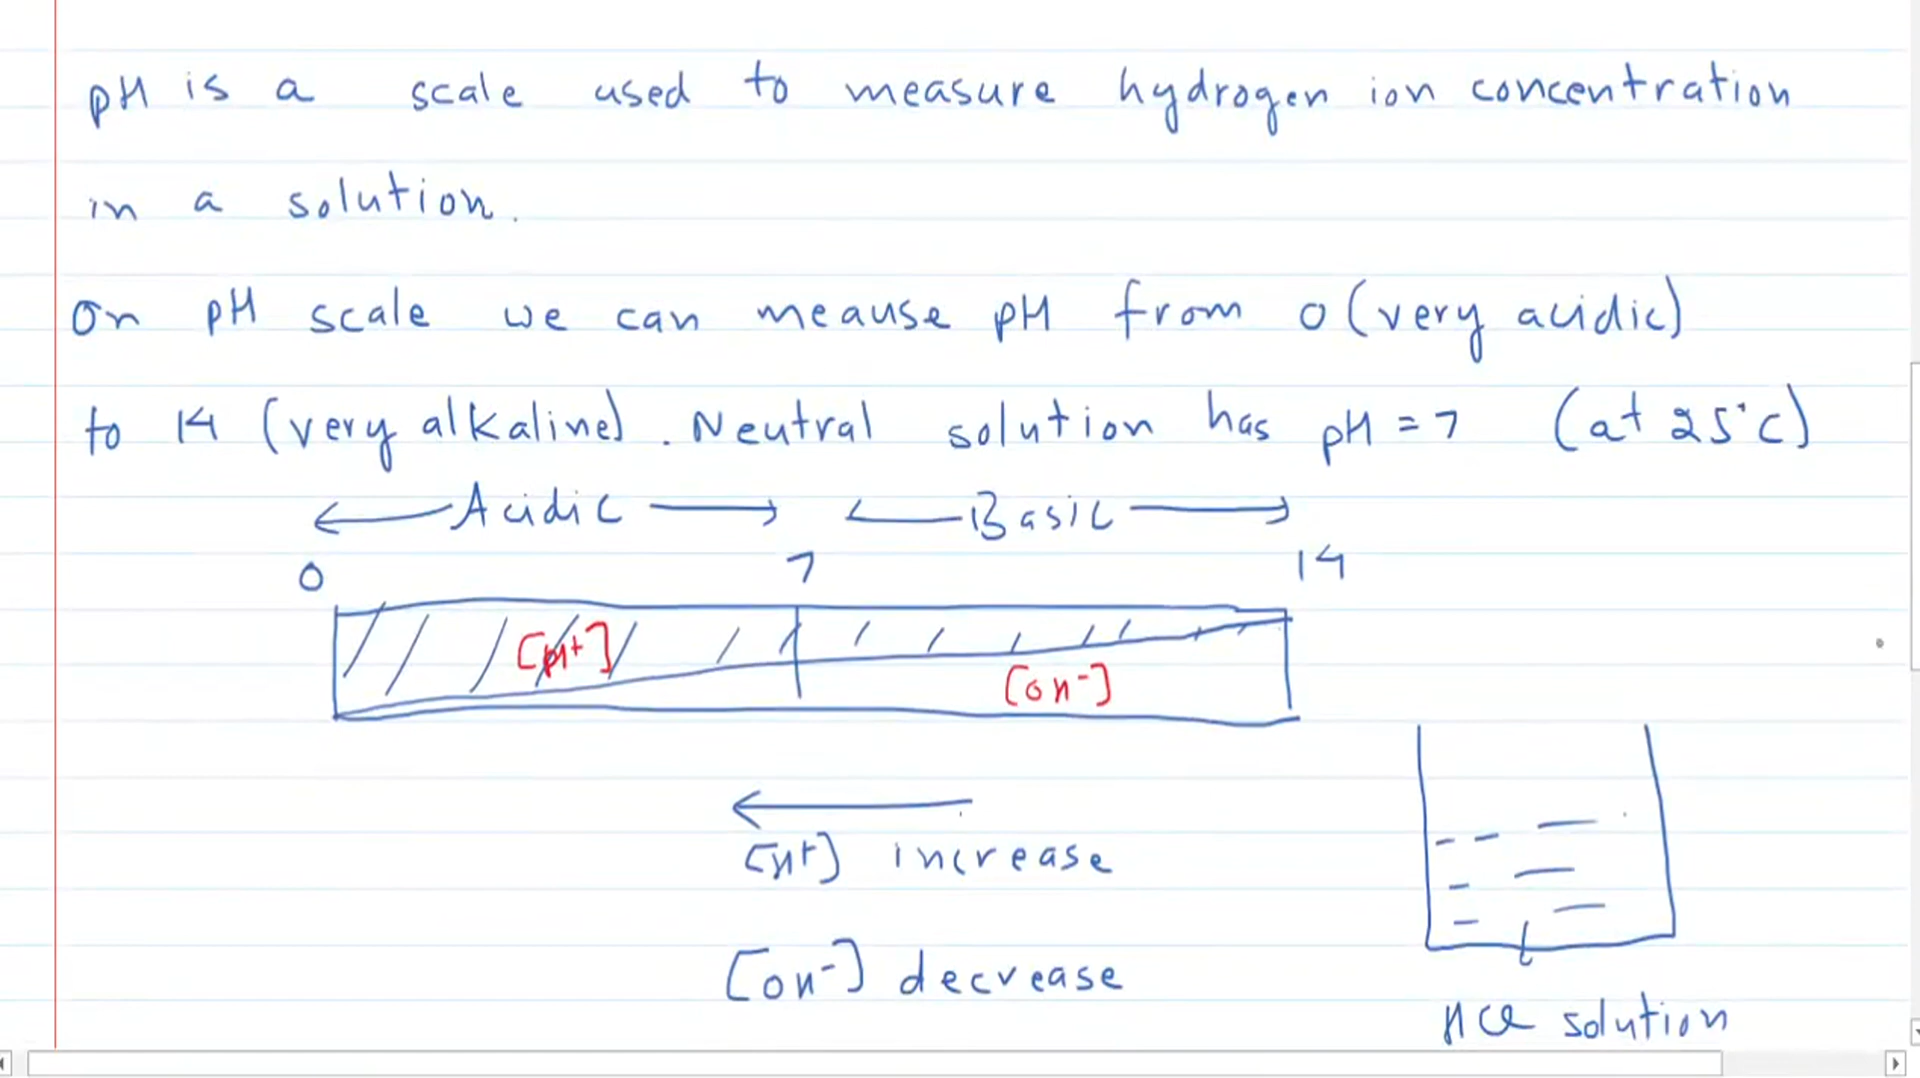 pH is a scale used to measure hydrogen ion concentration
in a solution.
on pH scale we can meause pH from 0 (very acidic)
to 14 (very alkaline). Neutral solution has pH = 7 (at 25°C)
Acidic Basic
0 7 14
[H+]
[OH-]
[H+] increase
[OH-] decrease
HCl solution